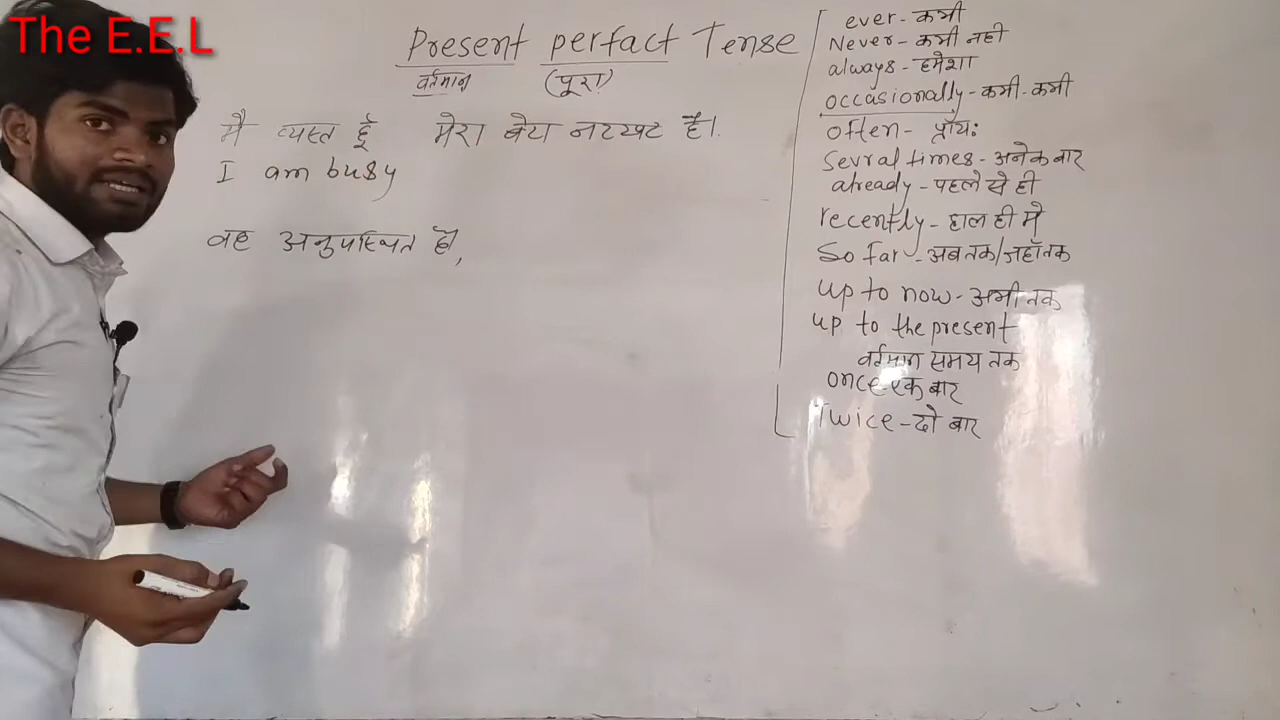 The E.E.L
Present perfact Tense
वर्तमान (पूरा)
मै व्यस्त हूँ मेरा बेटा नटखट है।
I am busy
वह अनुपस्थित है,
ever - कभी
Never - कभी नही
always - हमेशा
occasionally - कभी-कभी
often - प्रॉय:
Sevral times - अनेक बार
already - पहले से ही
recently - हाल ही मे
So far - अब तक/जहाँ तक
up to now - अभी तक
up to the present
वर्तमान समय तक
once - एक बार
Twice - दो बार